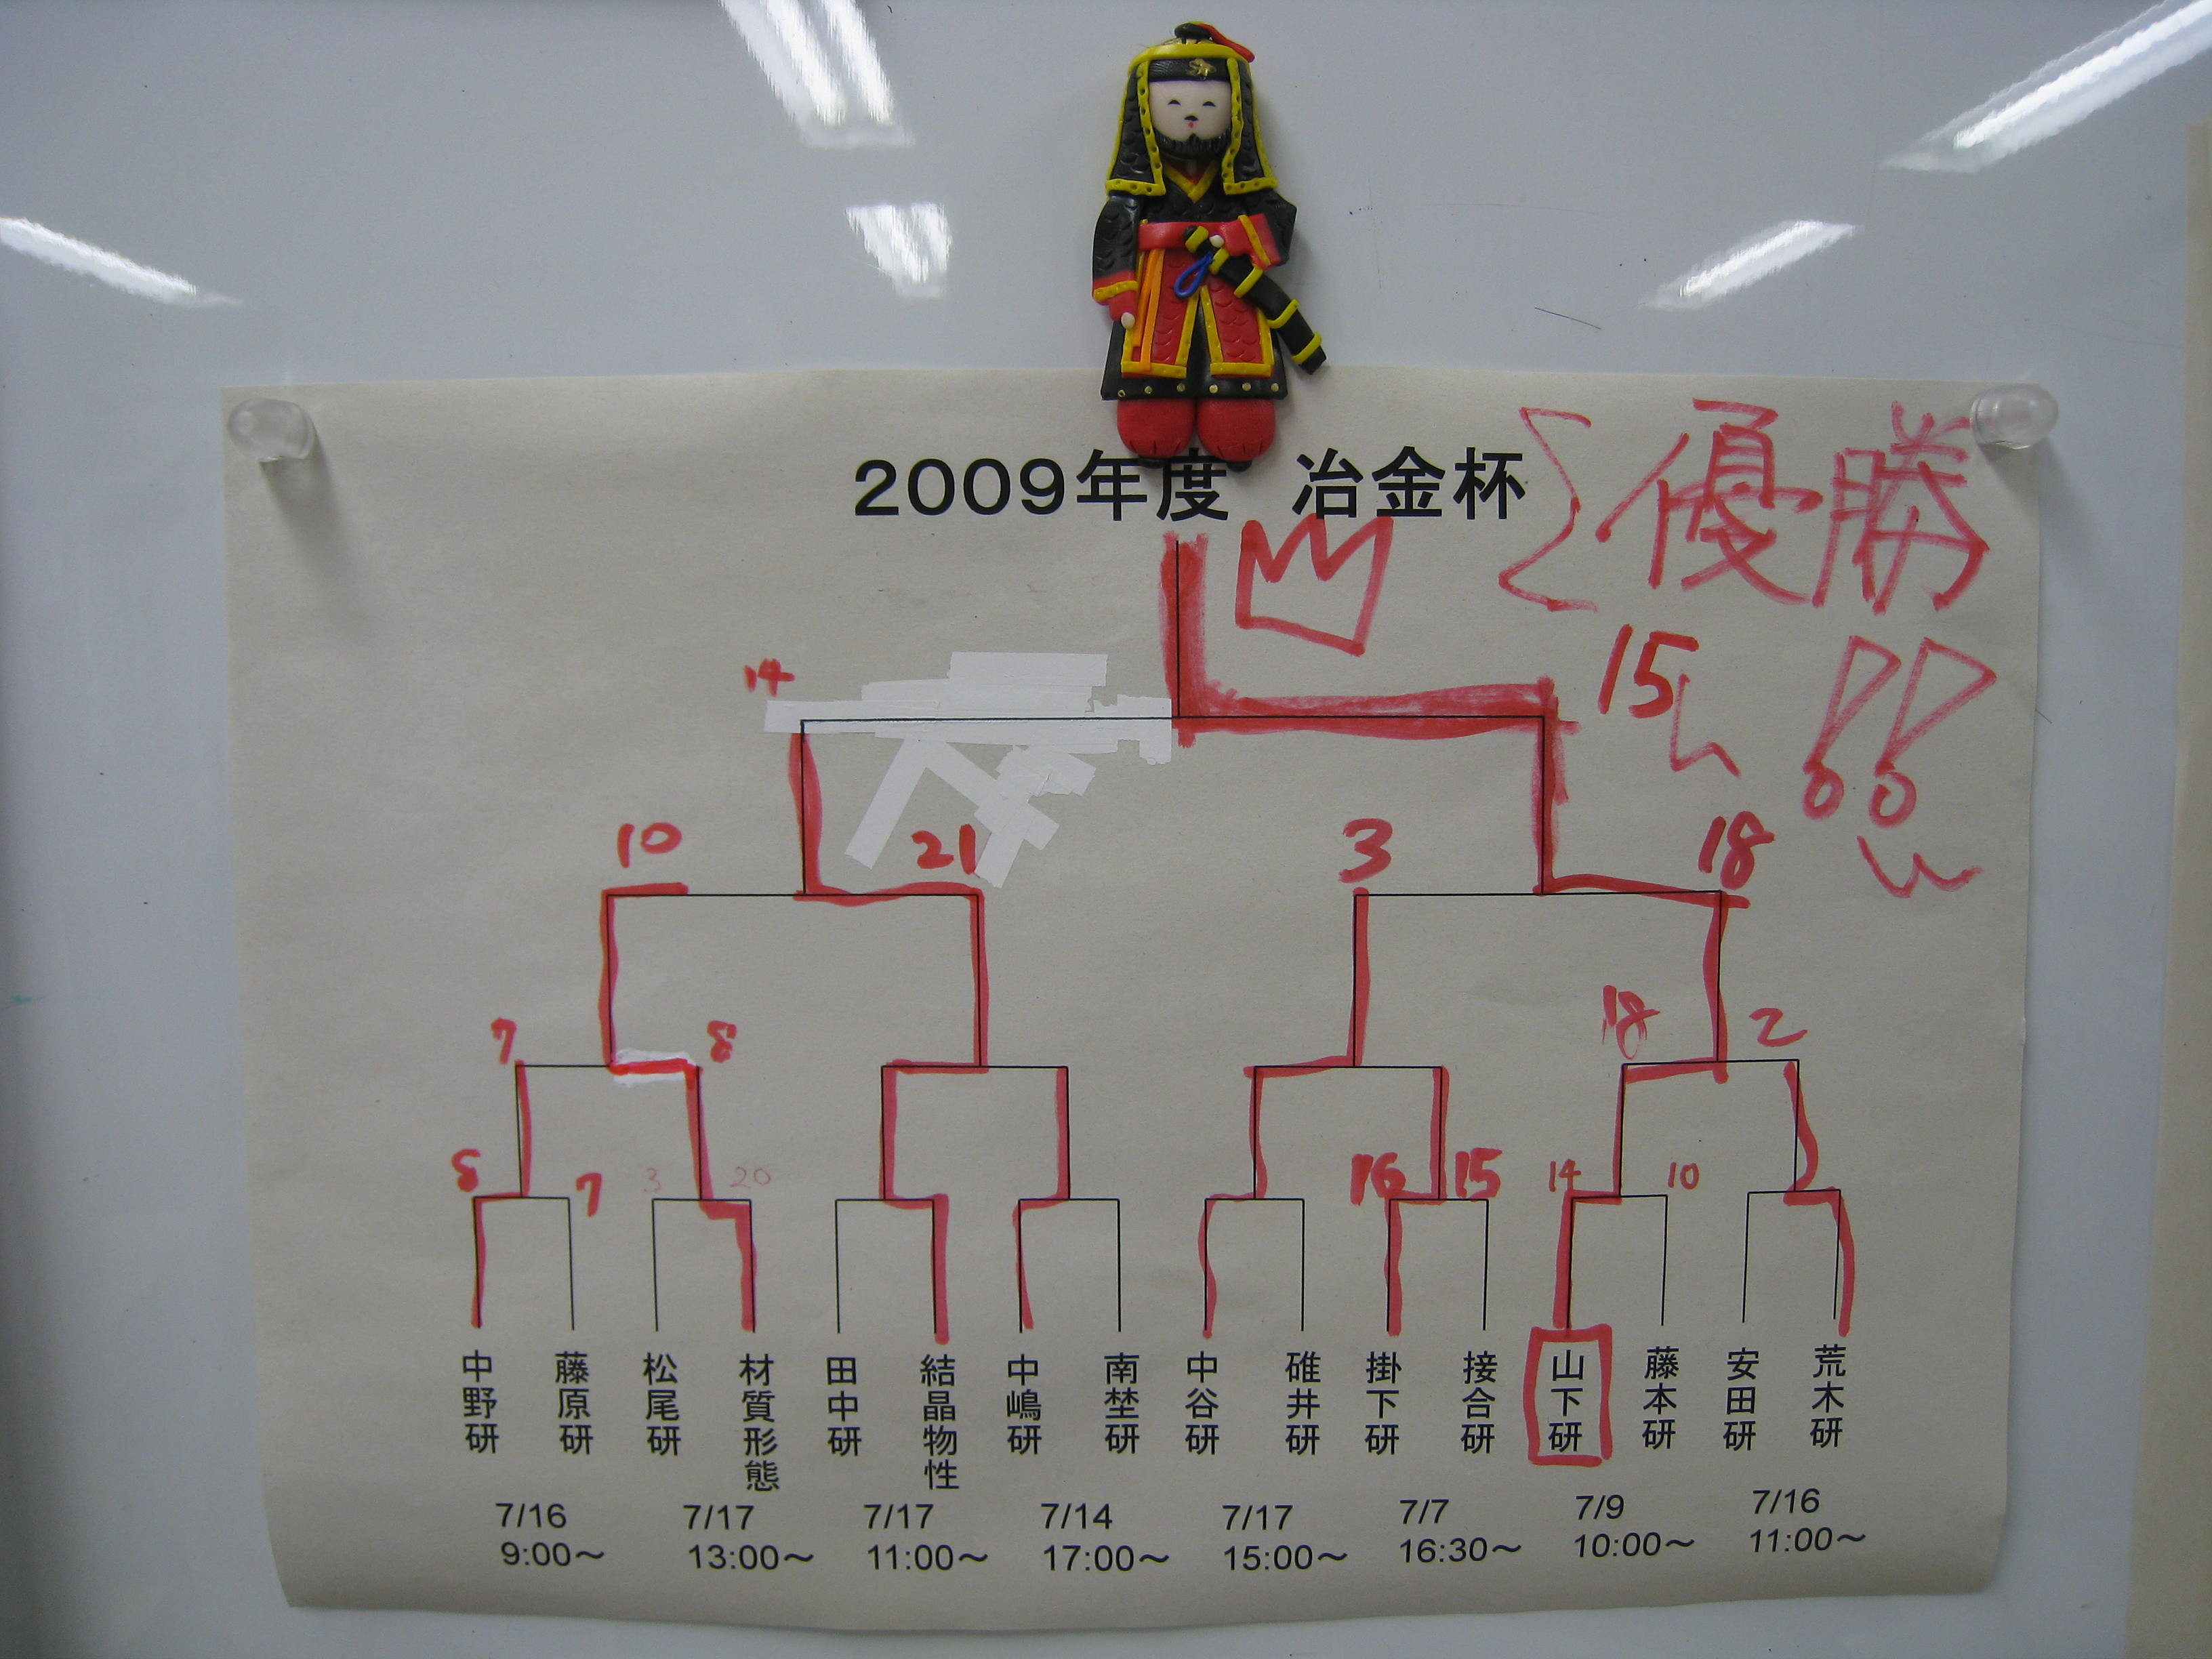 2009年度 冶金杯
優勝!!
14 15
10 21 3 18
7 8 18 2
8 7 3 20 16 15 14 10
中野研 藤原研 松尾研 材質形態 田中研 結晶物性 中嶋研 南埜研 中谷研 碓井研 掛下研 接合研 山下研 藤本研 安田研 荒木研
7/16 7/17 7/17 7/14 7/17 7/7 7/9 7/16
9:00～ 13:00～ 11:00～ 17:00～ 15:00～ 16:30～ 10:00～ 11:00～